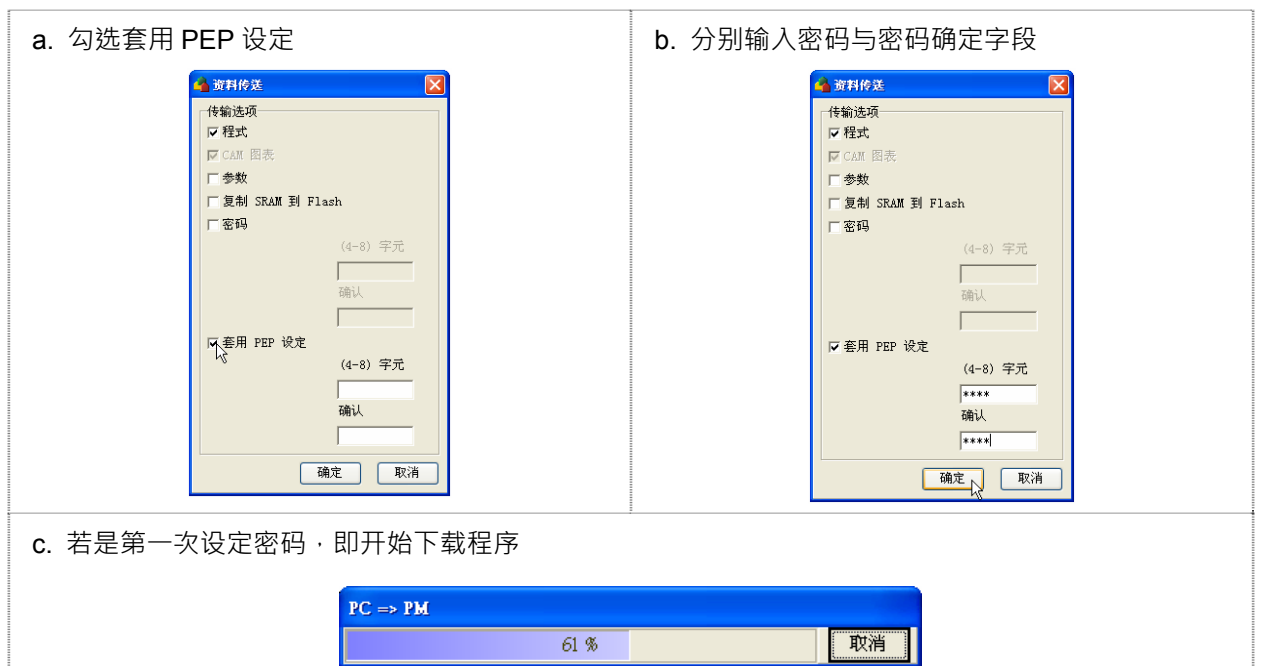 a. 勾选套用 PEP 设定
资料传送
传输选项
程式
CAM 图表
参数
复制 SRAM 到 Flash
密码
(4-8) 字元
确认
套用 PEP 设定
(4-8) 字元
确认
确定 取消
b. 分别输入密码与密码确定字段
资料传送
传输选项
程式
CAM 图表
参数
复制 SRAM 到 Flash
密码
(4-8) 字元
确认
套用 PEP 设定
(4-8) 字元
****
确认
****
确定 取消
c. 若是第一次设定密码，即开始下载程序
PC => PM
61 % 取消